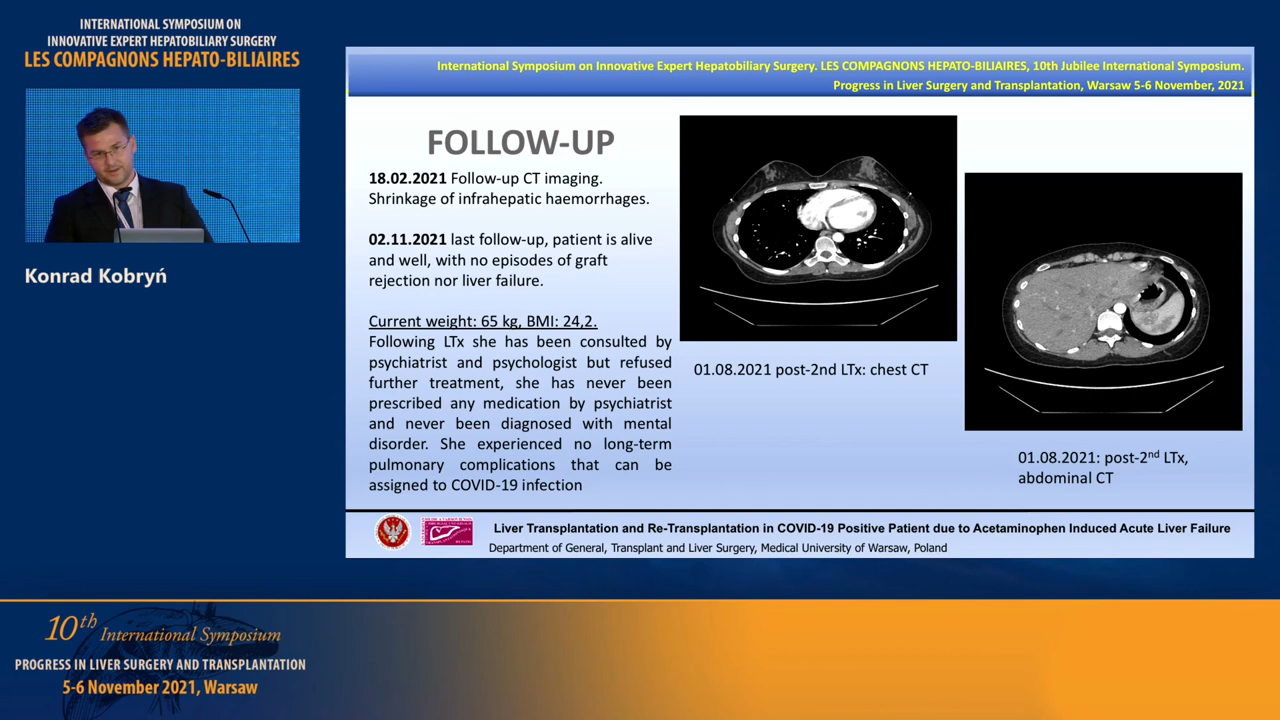 INTERNATIONAL SYMPOSIUM ON
INNOVATIVE EXPERT HEPATOBILIARY SURGERY
LES COMPAGNONS HEPATO-BILIAIRES
Konrad Kobryń
International Symposium on Innovative Expert Hepatobiliary Surgery. LES COMPAGNONS HEPATO-BILIAIRES, 10th Jubilee International Symposium.
Progress in Liver Surgery and Transplantation, Warsaw 5-6 November, 2021
FOLLOW-UP
18.02.2021 Follow-up CT imaging.
Shrinkage of infrahepatic haemorrhages.
02.11.2021 last follow-up, patient is alive
and well, with no episodes of graft
rejection nor liver failure.
Current weight: 65 kg, BMI: 24,2.
Following LTx she has been consulted by
psychiatrist and psychologist but refused
further treatment, she has never been
prescribed any medication by psychiatrist
and never been diagnosed with mental
disorder. She experienced no long-term
pulmonary complications that can be
assigned to COVID-19 infection
01.08.2021 post-2nd LTx: chest CT
01.08.2021: post-2nd LTx,
abdominal CT
Liver Transplantation and Re-Transplantation in COVID-19 Positive Patient due to Acetaminophen Induced Acute Liver Failure
Department of General, Transplant and Liver Surgery, Medical University of Warsaw, Poland
10th International Symposium
PROGRESS IN LIVER SURGERY AND TRANSPLANTATION
5-6 November 2021, Warsaw